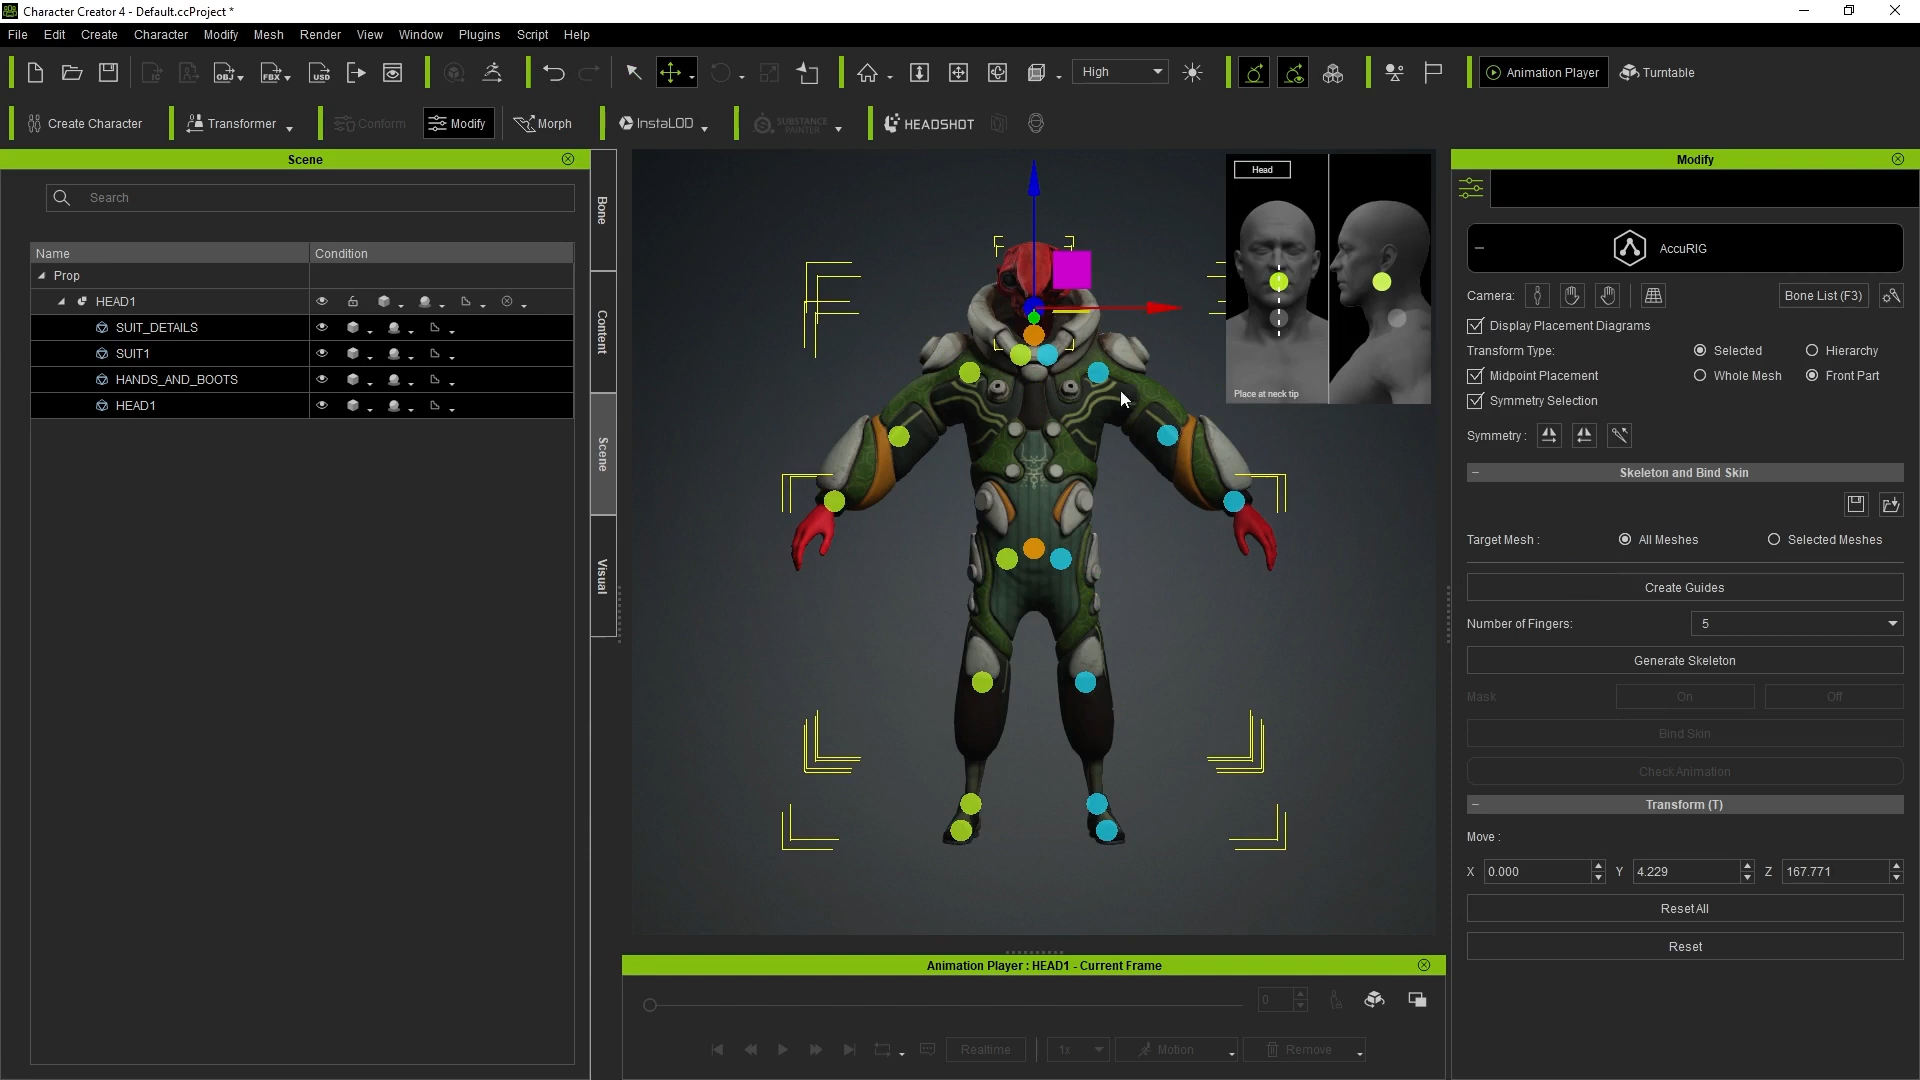 Character Creator 4 - Default.ccProject *
File Edit Create Character Modify Mesh Render View Window Plugins Script Help
IC OBJ FBX USD High Animation Player Turntable
Create Character Transformer Conform Modify Morph InstaLOD SUBSTANCE PAINTER HEADSHOT
Scene
Search
Name Condition
Prop
HEAD1
SUIT_DETAILS
SUIT1
HANDS_AND_BOOTS
HEAD1
Bone
Content
Scene
Visual
Head
Place at neck tip
Modify
AccuRIG
Camera: Bone List (F3)
Display Placement Diagrams
Transform Type: Selected Hierarchy
Midpoint Placement Whole Mesh Front Part
Symmetry Selection
Symmetry :
Skeleton and Bind Skin
Target Mesh : All Meshes Selected Meshes
Create Guides
Number of Fingers: 5
Generate Skeleton
Mask On Off
Bind Skin
Check Animation
Transform (T)
Move :
X 0.000 Y 4.229 Z 167.771
Reset All
Reset
Animation Player : HEAD1 - Current Frame
0
Realtime 1x Motion Remove